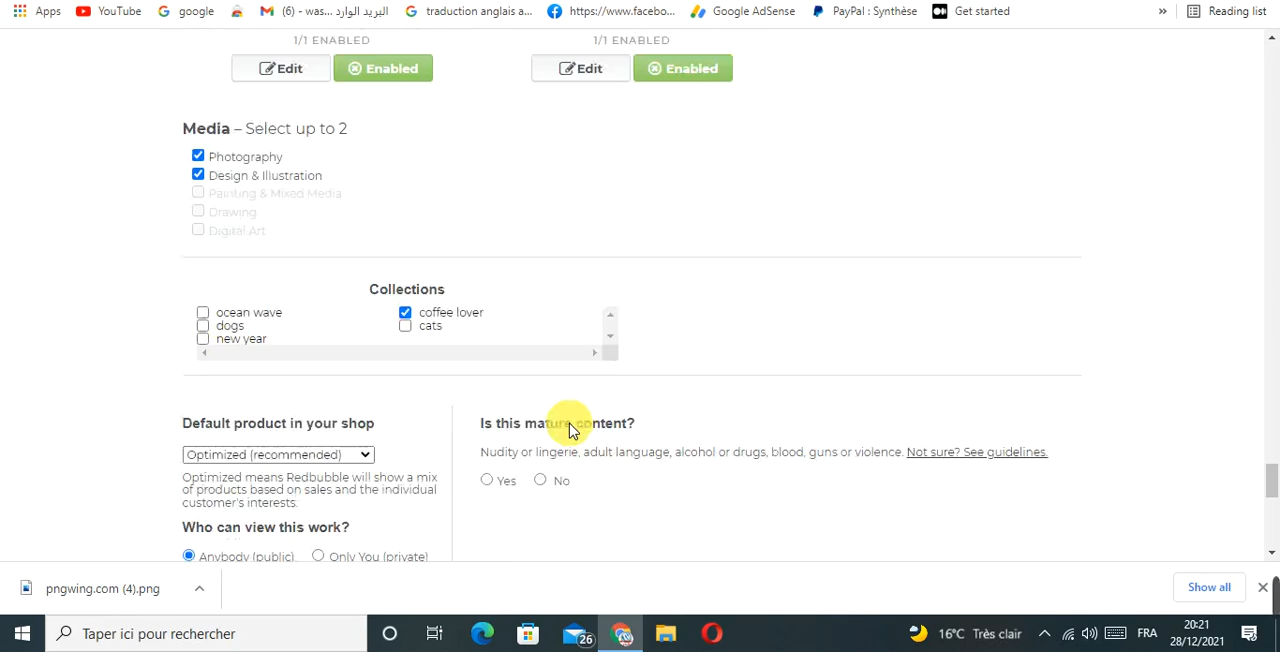 Apps YouTube google (6) - was... البريد الوارد traduction anglais a... https://www.facebo... Google AdSense PayPal : Synthèse Get started » Reading list
1/1 ENABLED 1/1 ENABLED
Edit Enabled Edit Enabled
Media – Select up to 2
Photography
Design & Illustration
Painting & Mixed Media
Drawing
Digital Art
Collections
ocean wave coffee lover
dogs cats
new year
Default product in your shop
Optimized (recommended)
Optimized means Redbubble will show a mix
of products based on sales and the individual
customer's interests.
Who can view this work?
Anybody (public) Only You (private)
Is this mature content?
Nudity or lingerie, adult language, alcohol or drugs, blood, guns or violence. Not sure? See guidelines.
Yes No
pngwing.com (4).png Show all
Taper ici pour rechercher 26 16°C Très clair FRA 20:21
28/12/2021